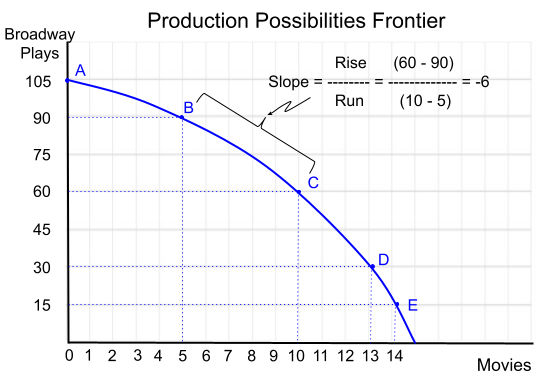 Production Possibilities Frontier
Broadway
Plays
Rise (60 - 90)
Slope = -------- = ---------- = -6
Run (10 - 5)
A
B
C
D
E
105
90
75
60
45
30
15
0 1 2 3 4 5 6 7 8 9 10 11 12 13 14
Movies